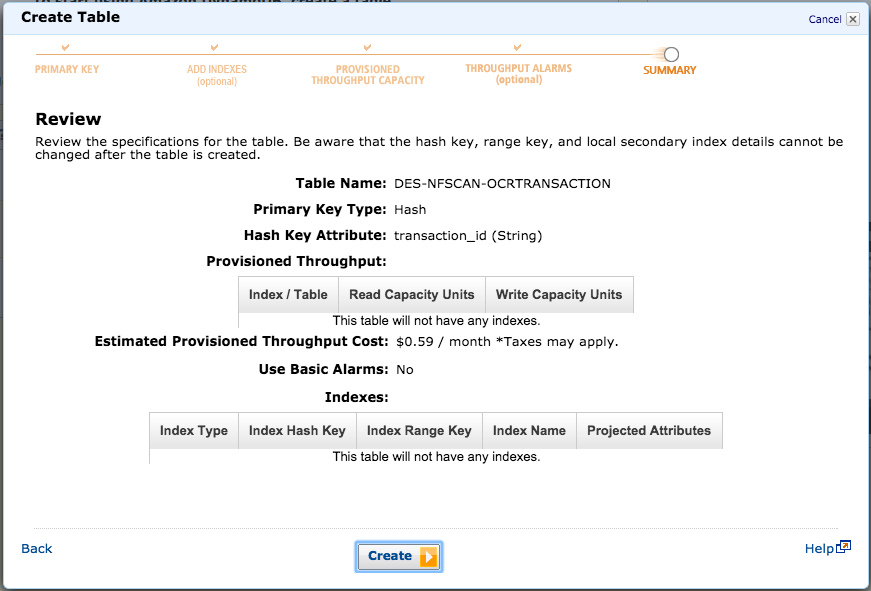 Create Table
Cancel
PRIMARY KEY
ADD INDEXES
(optional)
PROVISIONED
THROUGHPUT CAPACITY
THROUGHPUT ALARMS
(optional)
SUMMARY
Review
Review the specifications for the table. Be aware that the hash key, range key, and local secondary index details cannot be
changed after the table is created.
Table Name: DES-NFSCAN-OCRTRANSACTION
Primary Key Type: Hash
Hash Key Attribute: transaction_id (String)
Provisioned Throughput:
Index / Table Read Capacity Units Write Capacity Units
This table will not have any indexes.
Estimated Provisioned Throughput Cost: $0.59 / month *Taxes may apply.
Use Basic Alarms: No
Indexes:
Index Type Index Hash Key Index Range Key Index Name Projected Attributes
This table will not have any indexes.
Back
Create
Help